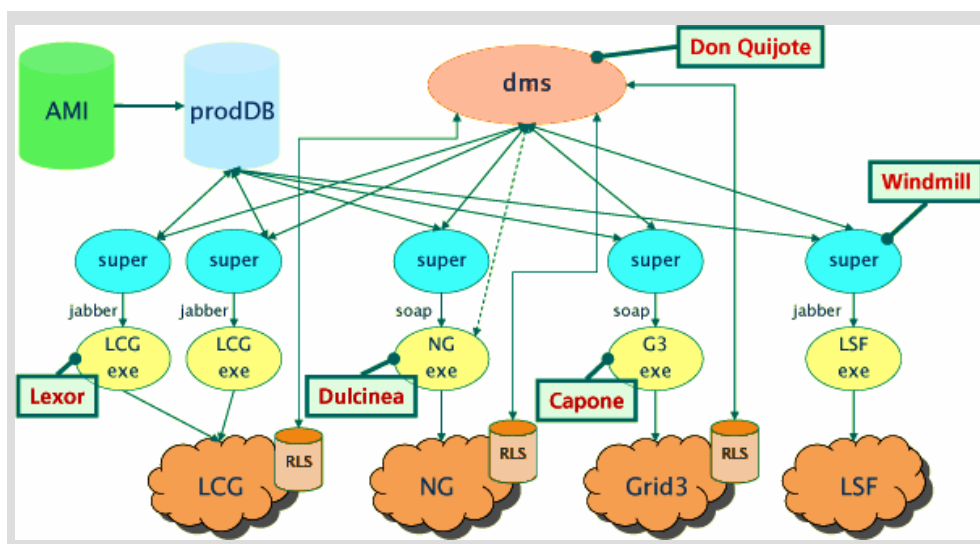 Don Quijote
AMI
prodDB
dms
Windmill
super
super
super
super
super
jabber
jabber
soap
soap
jabber
LCG
exe
LCG
exe
NG
exe
G3
exe
LSF
exe
Lexor
Dulcinea
Capone
RLS
RLS
RLS
LCG
NG
Grid3
LSF